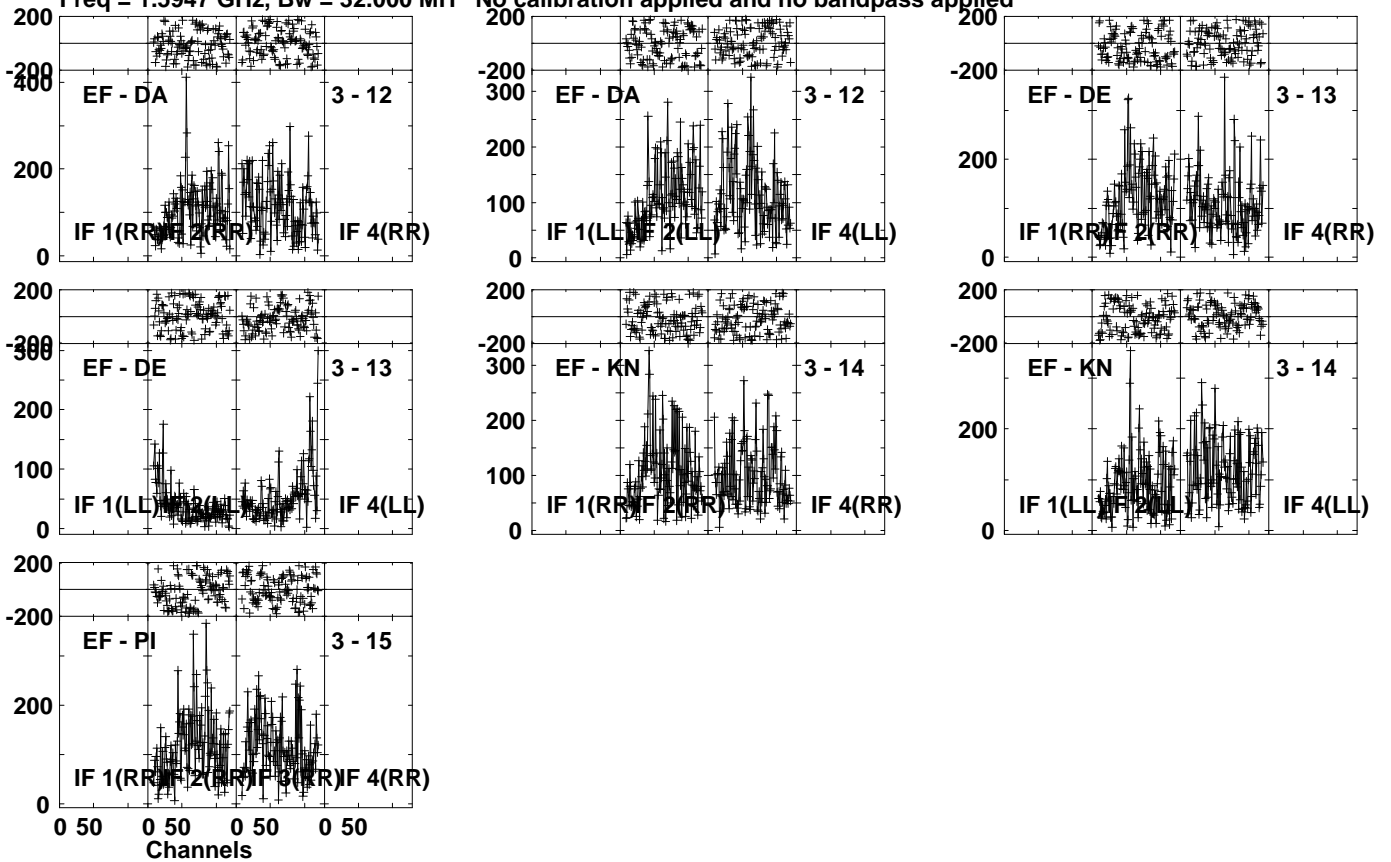 Freq = 1.5947 GHz, Bw = 32.000 MH No calibration applied and no bandpass applied
200 200 200
-200 -200 -200
400 300
EF - DA 3 - 12 EF - DA 3 - 12 EF - DE 3 - 13
200 200 200
100
IF 1(RR) IF 2(RR) IF 4(RR) IF 1(LL) IF 2(LL) IF 4(LL) IF 1(RR) IF 2(RR) IF 4(RR)
0 0 0
200 200 200
-200 -200 -200
300 300
EF - DE 3 - 13 EF - KN 3 - 14 EF - KN 3 - 14
200 200 200
100 100
IF 1(LL) IF 2(LL) IF 4(LL) IF 1(RR) IF 2(RR) IF 4(RR) IF 1(LL) IF 2(LL) IF 4(LL)
0 0 0
200
-200
EF - PI 3 - 15
200
IF 1(RR) IF 2(RR) IF 3(RR) IF 4(RR)
0
0 50 0 50 0 50 0 50
Channels